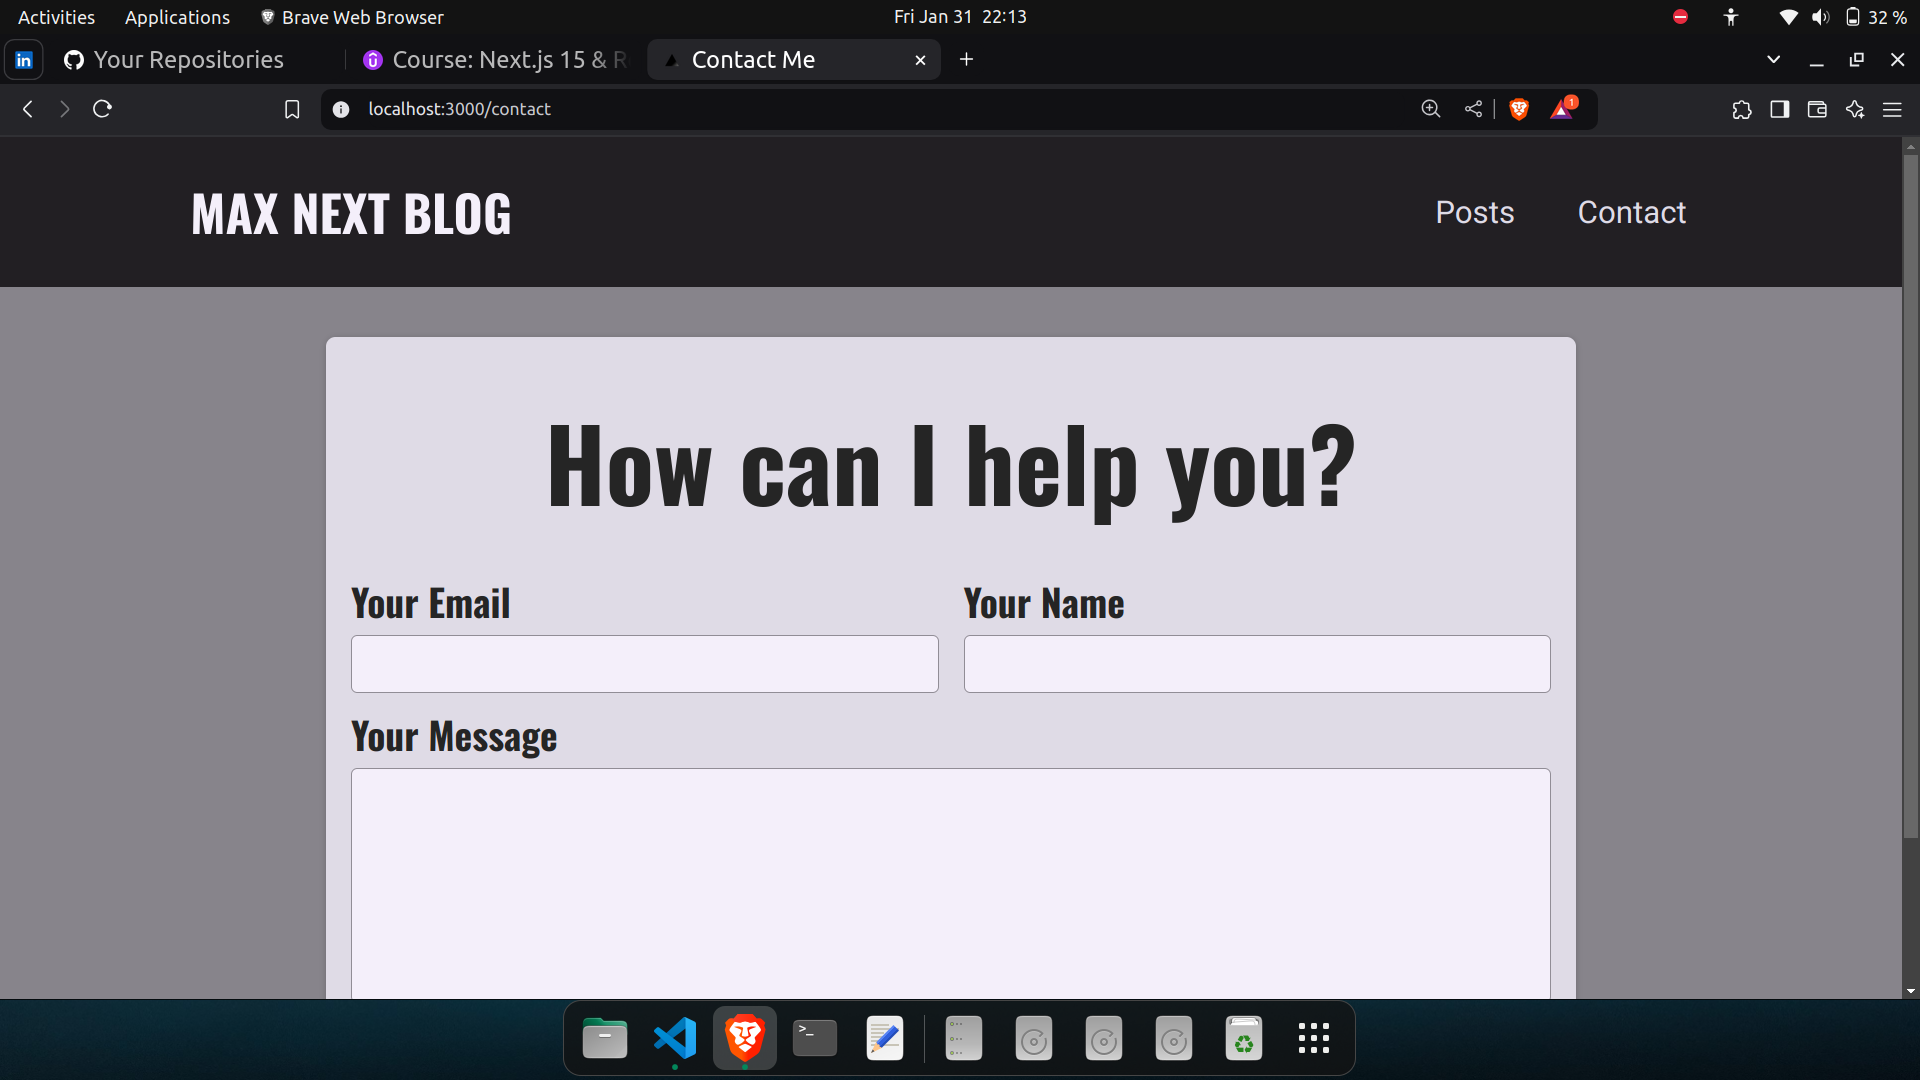 Activities Applications Brave Web Browser Fri Jan 31 22:13 32 %
in Your Repositories Course: Next.js 15 & R Contact Me
localhost:3000/contact 1
MAX NEXT BLOG Posts Contact
How can I help you?
Your Email Your Name
Your Message
>_